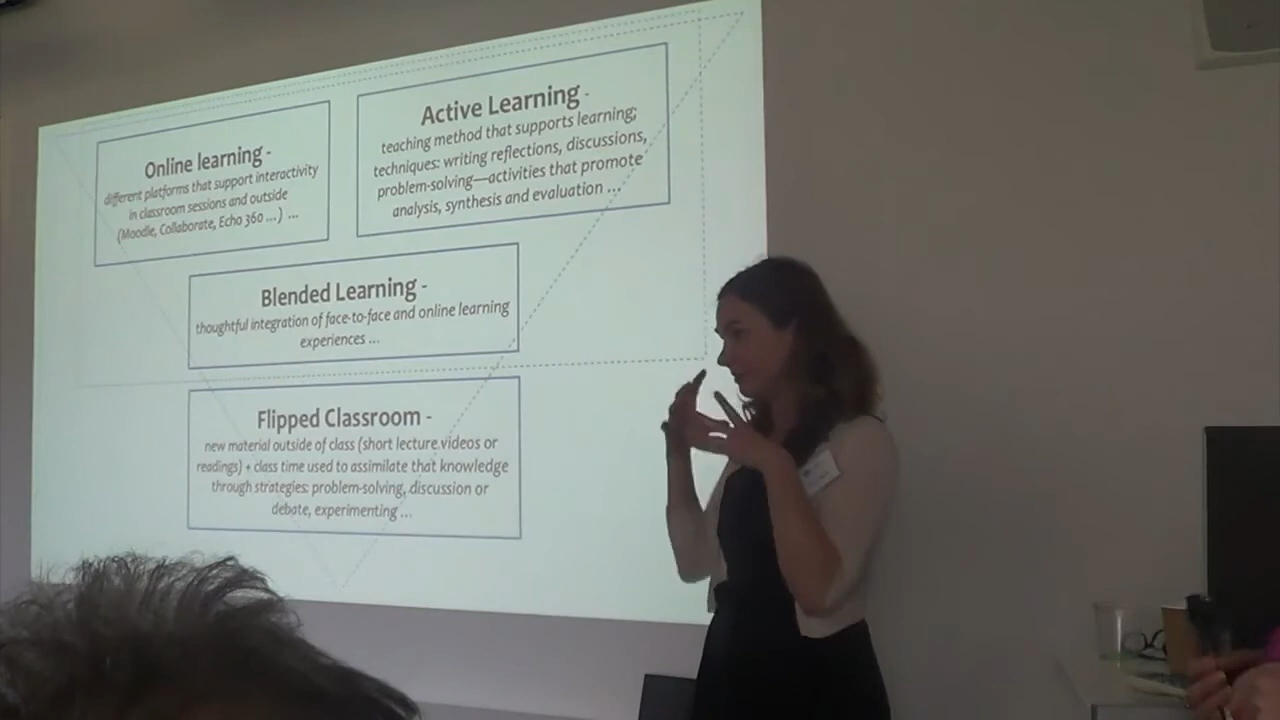 Online learning -
different platforms that support interactivity
in classroom sessions and outside
(Moodle, Collaborate, Echo 360 ...) ...
Active Learning -
teaching method that supports learning;
techniques: writing reflections, discussions,
problem-solving—activities that promote
analysis, synthesis and evaluation ...
Blended Learning -
thoughtful integration of face-to-face and online learning
experiences ...
Flipped Classroom -
new material outside of class (short lecture videos or
readings) + class time used to assimilate that knowledge
through strategies: problem-solving, discussion or
debate, experimenting ...